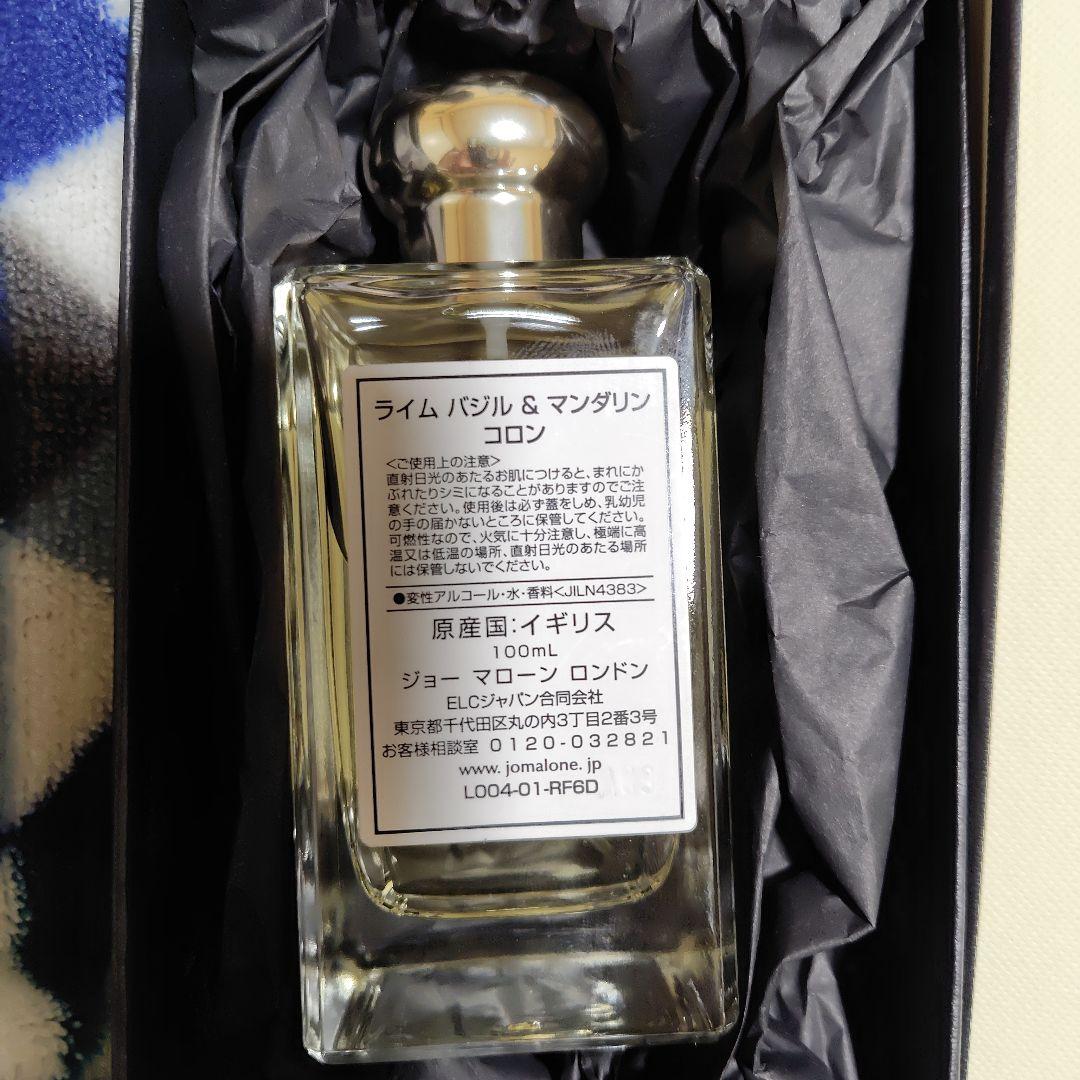 ライム バジル & マンダリン
コロン
<ご使用上の注意>
直射日光のあたるお肌につけると、まれにか
ぶれたりシミになることがありますのでご注
意ください。使用後は必ず蓋をしめ、乳幼児
の手の届かないところに保管してください。
可燃性なので、火気に十分注意し、極端に高
温又は低温の場所、直射日光のあたる場所
には保管しないでください。
●変性アルコール・水・香料<JILN4383>
原産国:イギリス
100mL
ジョー マローン ロンドン
ELCジャパン合同会社
東京都千代田区丸の内3丁目2番3号
お客様相談室 0120-032821
www. jomalone. jp
L004-01-RF6D